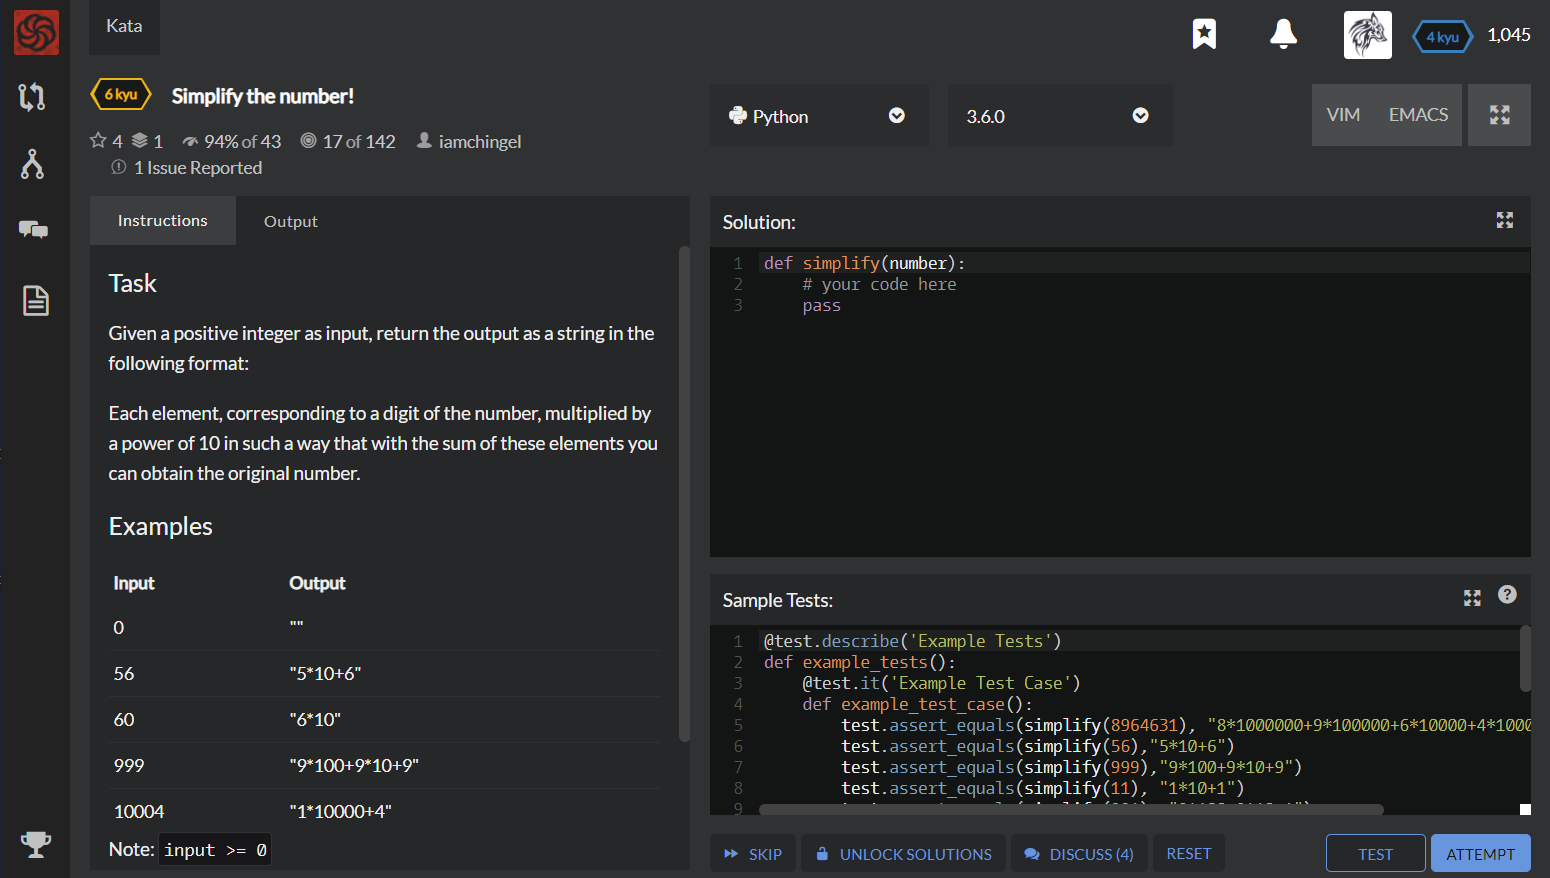 Kata
4 kyu 1,045
6 kyu Simplify the number!
4 1 94% of 43 17 of 142 iamchingel
1 Issue Reported
Python 3.6.0 VIM EMACS
Instructions Output
Task
Given a positive integer as input, return the output as a string in the
following format:
Each element, corresponding to a digit of the number, multiplied by
a power of 10 in such a way that with the sum of these elements you
can obtain the original number.
Examples
Input Output
0 ""
56 "5*10+6"
60 "6*10"
999 "9*100+9*10+9"
10004 "1*10000+4"
Note: input >= 0
Solution:
1 def simplify(number):
2 # your code here
3 pass
Sample Tests:
1 @test.describe('Example Tests')
2 def example_tests():
3 @test.it('Example Test Case')
4 def example_test_case():
5 test.assert_equals(simplify(8964631), "8*1000000+9*100000+6*10000+4*1000
6 test.assert_equals(simplify(56),"5*10+6")
7 test.assert_equals(simplify(999),"9*100+9*10+9")
8 test.assert_equals(simplify(11), "1*10+1")
9
SKIP UNLOCK SOLUTIONS DISCUSS (4) RESET TEST ATTEMPT